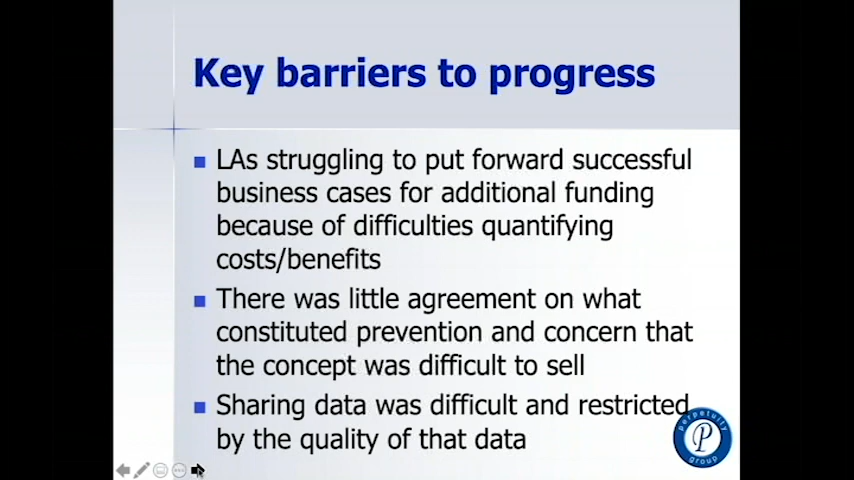 Key barriers to progress
LAs struggling to put forward successful
business cases for additional funding
because of difficulties quantifying
costs/benefits
There was little agreement on what
constituted prevention and concern that
the concept was difficult to sell
Sharing data was difficult and restricted
by the quality of that data
perpetuity
P
group